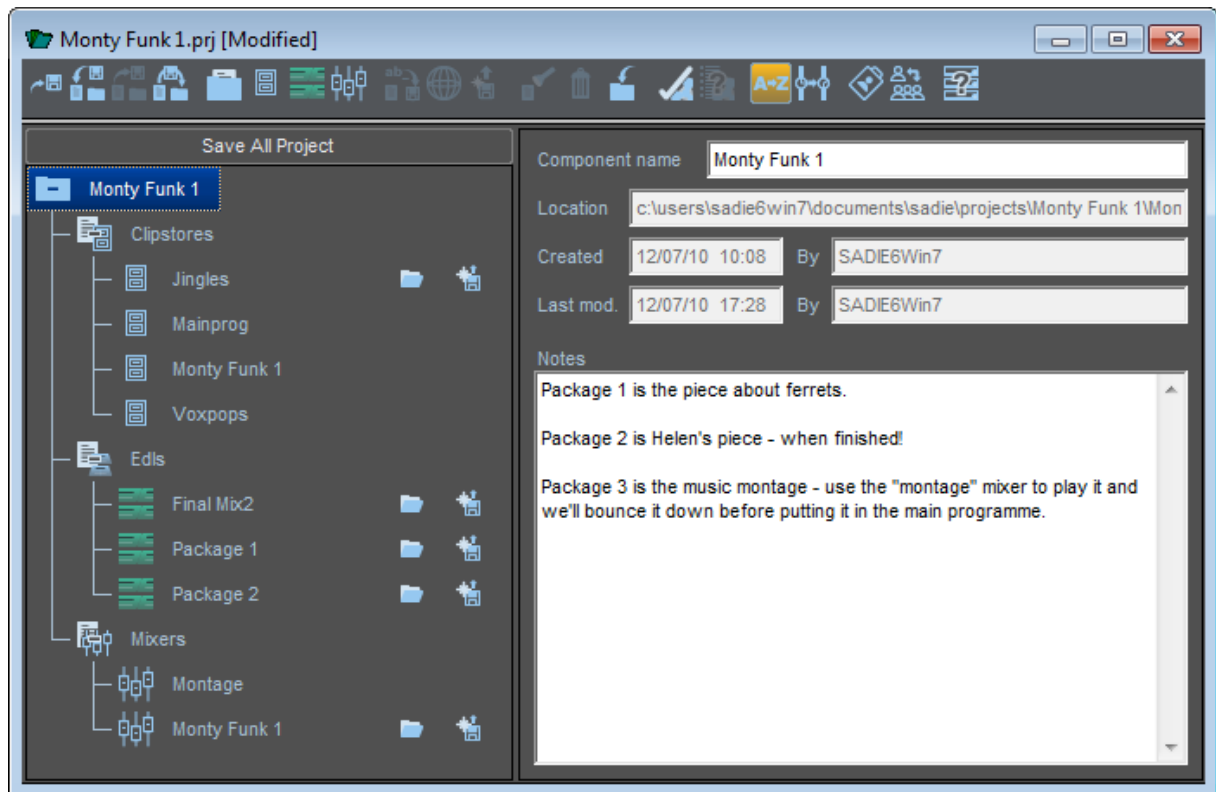 Monty Funk 1.prj [Modified]
A-Z
Save All Project
Monty Funk 1
Clipstores
Jingles
Mainprog
Monty Funk 1
Voxpops
Edls
Final Mix2
Package 1
Package 2
Mixers
Montage
Monty Funk 1
Component name Monty Funk 1
Location c:\users\sadie6win7\documents\sadie\projects\Monty Funk 1\Mon
Created 12/07/10 10:08 By SADIE6Win7
Last mod. 12/07/10 17:28 By SADIE6Win7
Notes
Package 1 is the piece about ferrets.
Package 2 is Helen's piece - when finished!
Package 3 is the music montage - use the "montage" mixer to play it and
we'll bounce it down before putting it in the main programme.